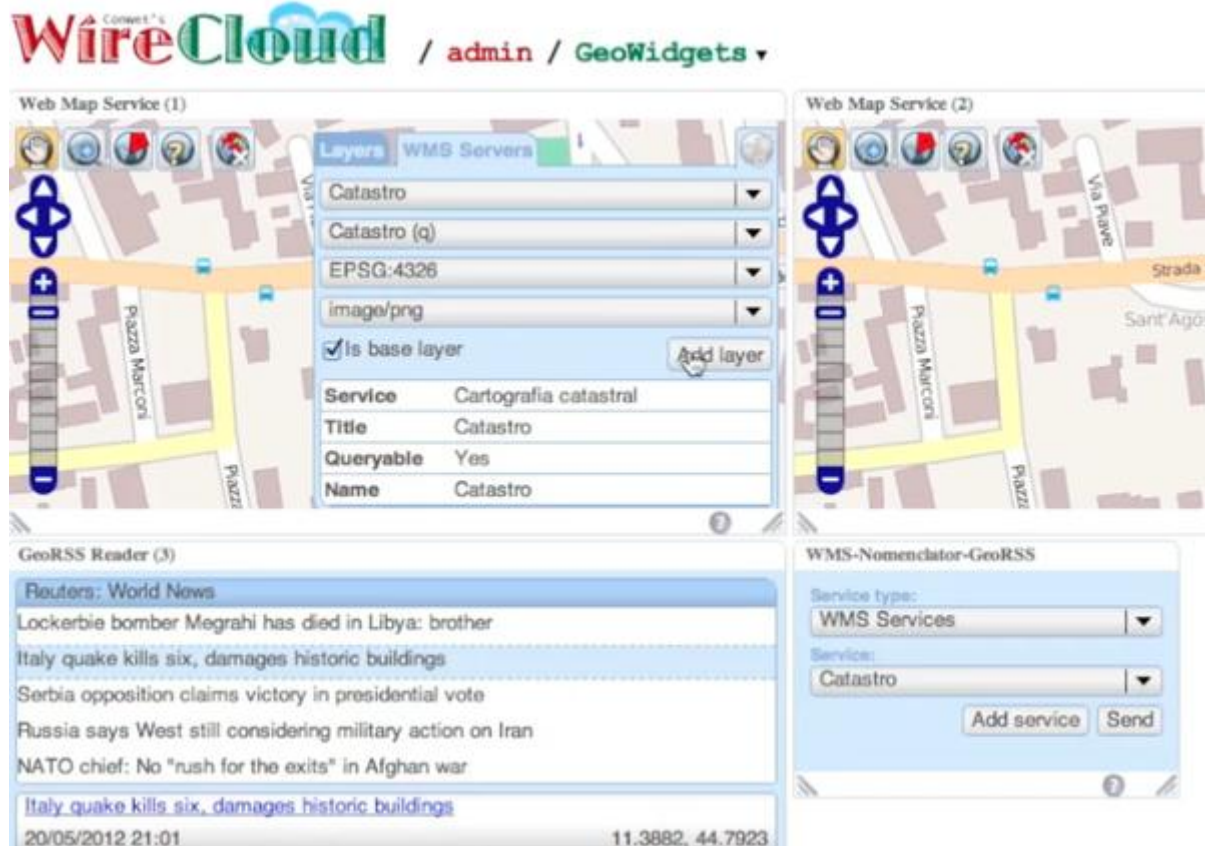 Conwet's
WireCloud / admin / GeoWidgets
Web Map Service (1)
Layers WMS Servers
Catastro
Catastro (q)
EPSG:4326
image/png
Is base layer
Add layer
Service Cartografia catastral
Title Catastro
Queryable Yes
Name Catastro
Piazza Marconi
Piazza
Web Map Service (2)
Via Piave
Strada
Sant'Ago
Piazza Marconi
Piazza
GeoRSS Reader (3)
Reuters: World News
Lockerbie bomber Megrahi has died in Libya: brother
Italy quake kills six, damages historic buildings
Serbia opposition claims victory in presidential vote
Russia says West still considering military action on Iran
NATO chief: No "rush for the exits" in Afghan war
Italy quake kills six, damages historic buildings
20/05/2012 21:01 11.3882, 44.7923
WMS-Nomenclator-GeoRSS
Service type:
WMS Services
Service:
Catastro
Add service Send